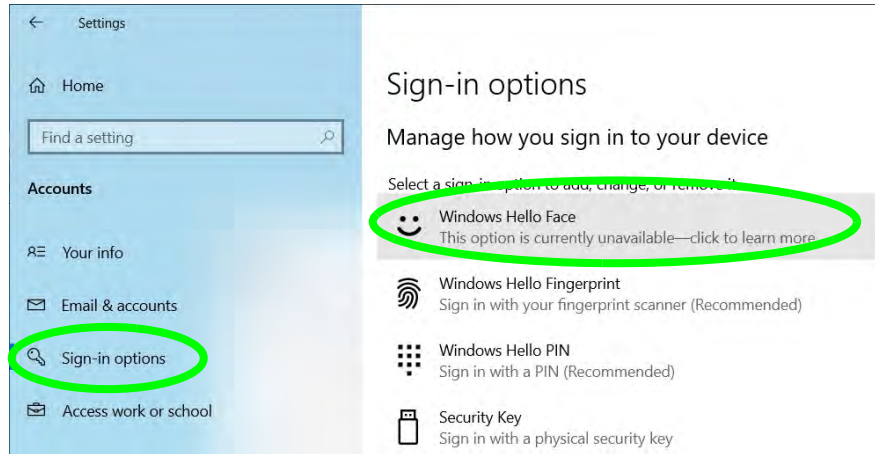 Settings
Home
Find a setting
Accounts
Your info
Email & accounts
Sign-in options
Access work or school
Sign-in options
Manage how you sign in to your device
Select a sign-in option to add, change, or remove it.
Windows Hello Face
This option is currently unavailable—click to learn more
Windows Hello Fingerprint
Sign in with your fingerprint scanner (Recommended)
Windows Hello PIN
Sign in with a PIN (Recommended)
Security Key
Sign in with a physical security key